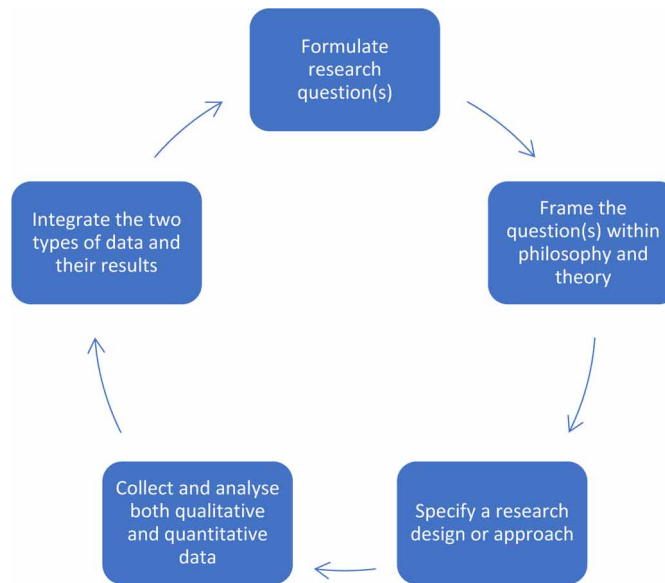 Formulate
research
question(s)
Frame the
question(s) within
philosophy and
theory
Specify a research
design or approach
Collect and analyse
both qualitative
and quantitative
data
Integrate the two
types of data and
their results